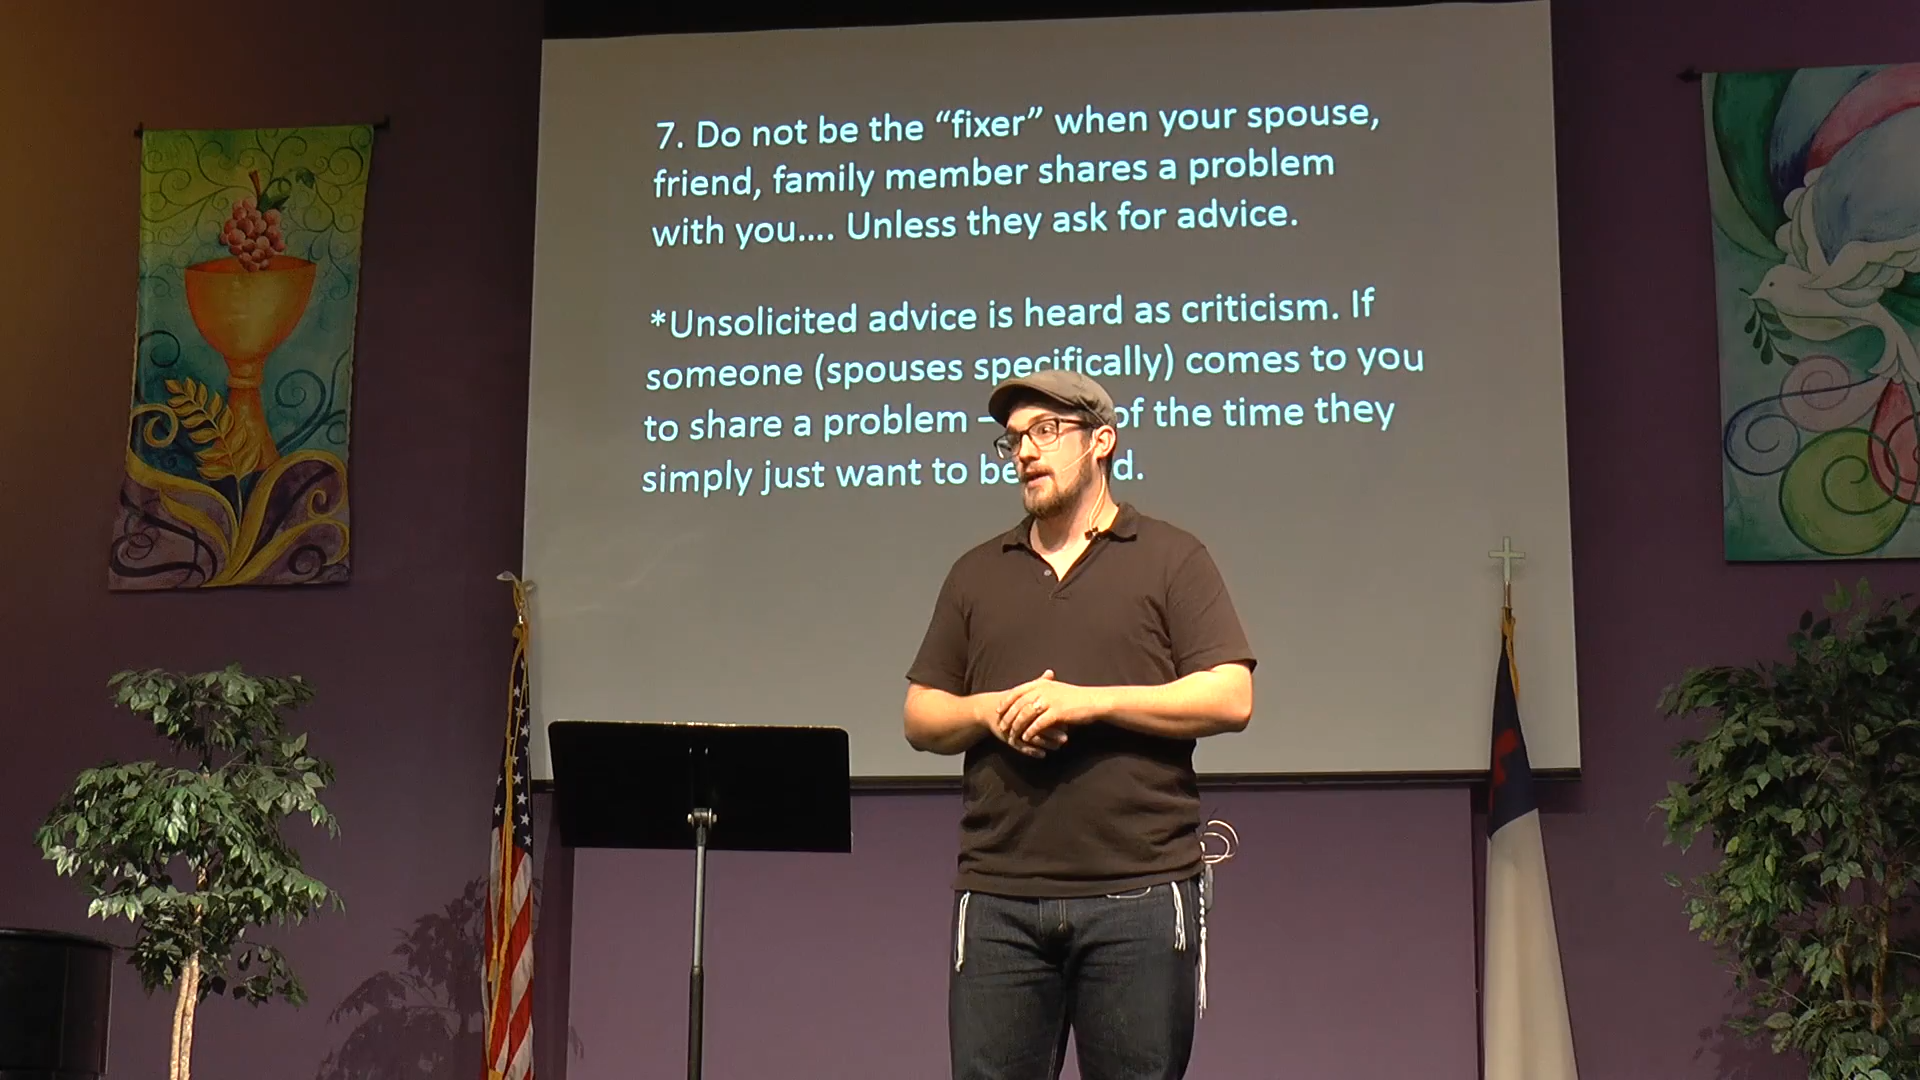 7. Do not be the “fixer” when your spouse,
friend, family member shares a problem
with you.... Unless they ask for advice.
*Unsolicited advice is heard as criticism. If
someone (spouses specifically) comes to you
to share a problem – of the time they
simply just want to be